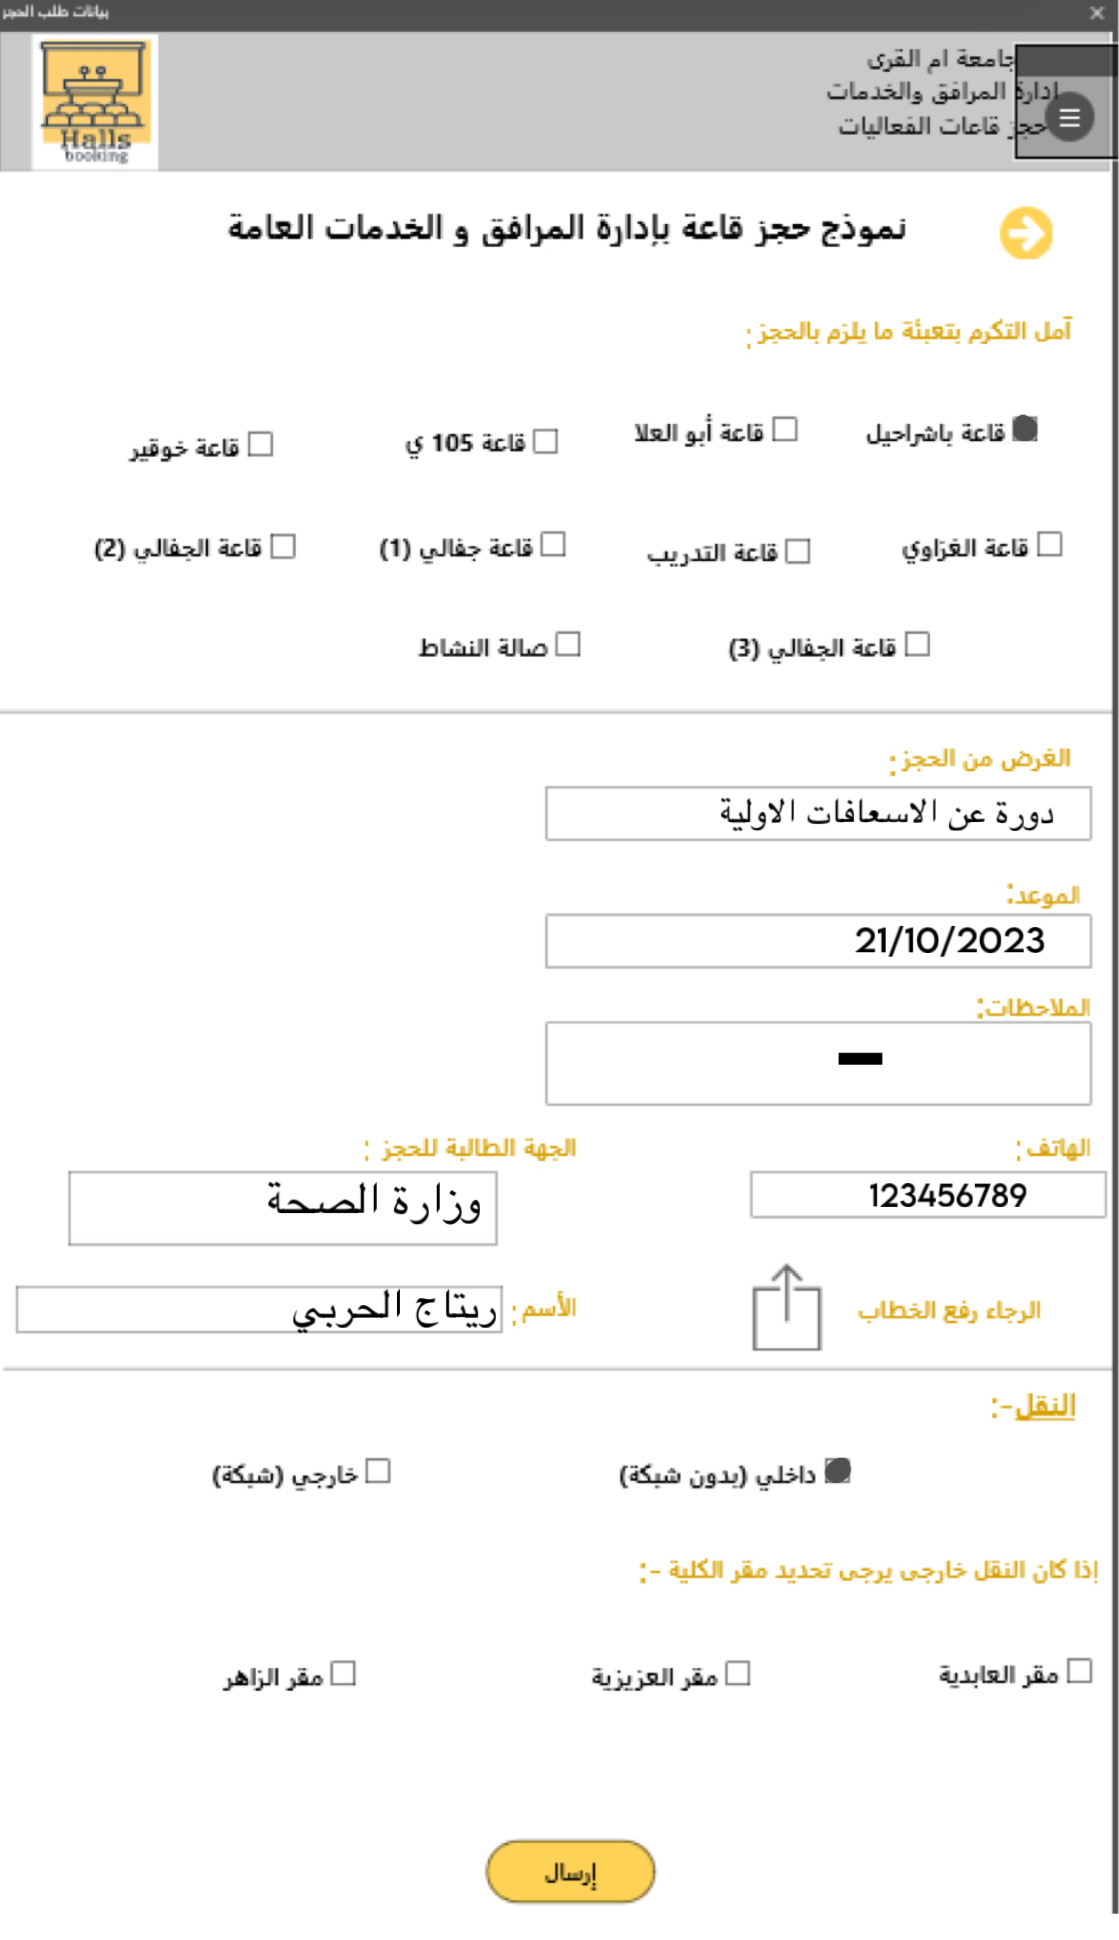 بيانات طلب الحجز
جامعة ام القرى
إدارة المرافق والخدمات
حجز قاعات الفعاليات
Halls
booking
نموذج حجز قاعة بإدارة المرافق و الخدمات العامة
آمل التكرم بتعبئة ما يلزم بالحجز :
قاعة باشراحيل
قاعة أبو العلا
قاعة 105 ي
قاعة خوقير
قاعة الغزاوي
قاعة التدريب
قاعة جفالي (1)
قاعة الجفالي (2)
قاعة الجفالي (3)
صالة النشاط
الغرض من الحجز :
دورة عن الاسعافات الاولية
الموعد:
21/10/2023
الملاحظات:
-
الهاتف :
123456789
الجهة الطالبة للحجز :
وزارة الصحة
الرجاء رفع الخطاب
الأسم :
ريتاج الحربي
النقل-:
داخلي (بدون شبكة)
خارجي (شبكة)
إذا كان النقل خارجى يرجى تحديد مقر الكلية -:
مقر العابدية
مقر العزيزية
مقر الزاهر
إرسال